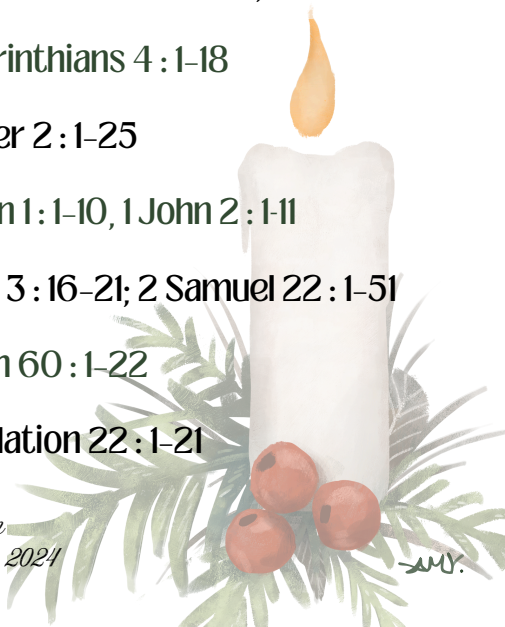 rinthians 4 : 1-18
er 2 : 1-25
n 1 : 1-10, 1 John 2 : 1-11
3 : 16-21; 2 Samuel 22 : 1-51
h 60 : 1-22
lation 22 : 1-21
2024